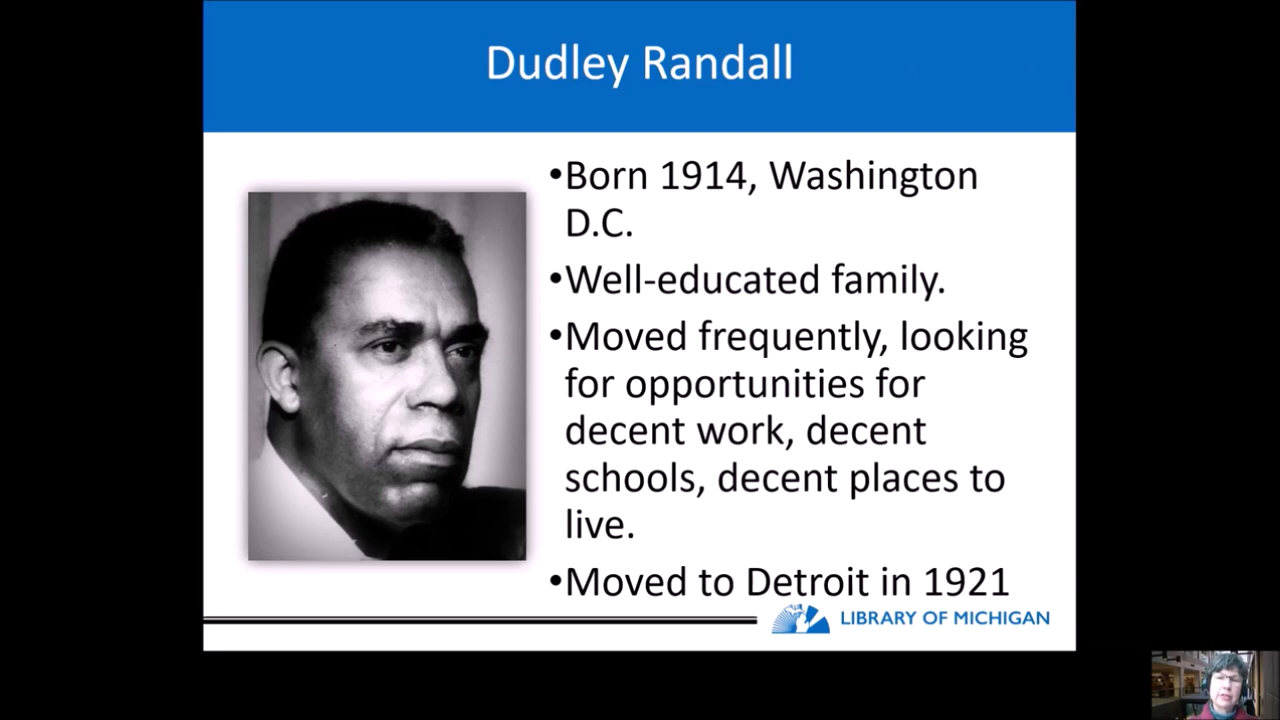 Dudley Randall
•Born 1914, Washington
D.C.
•Well-educated family.
•Moved frequently, looking
for opportunities for
decent work, decent
schools, decent places to
live.
•Moved to Detroit in 1921
LIBRARY OF MICHIGAN